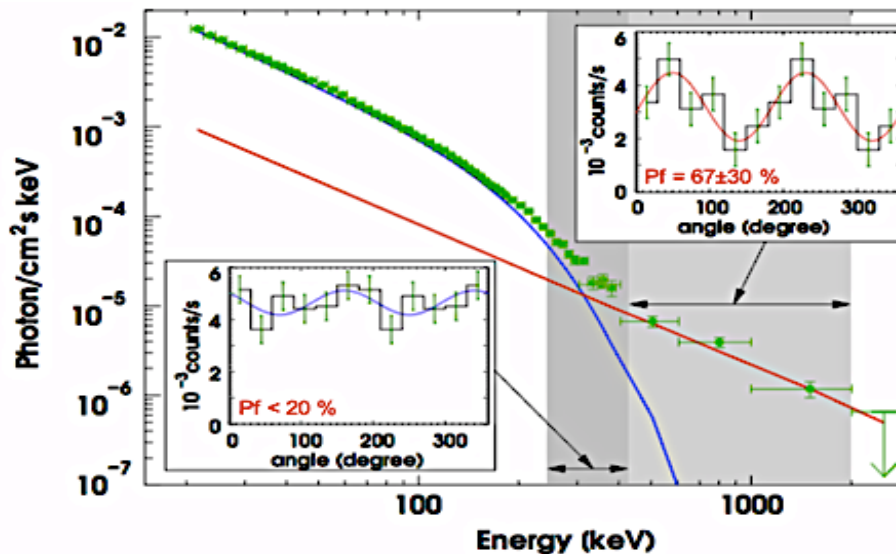 10⁻²
10⁻³
10⁻⁴
10⁻⁵
10⁻⁶
10⁻⁷
Photon/cm²s keV
100
1000
Energy (keV)
6
4
2
0
10⁻³counts/s
Pf = 67±30 %
0 100 200 300
angle (degree)
6
4
2
0
10⁻³counts/s
Pf < 20 %
0 100 200 300
angle (degree)